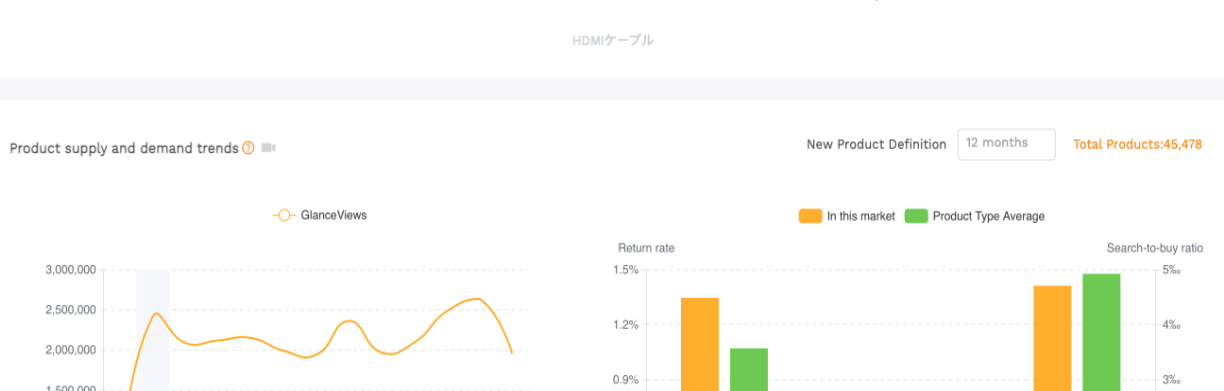 HDMIケーブル
Product supply and demand trends
New Product Definition 12 months Total Products:45,478
GlanceViews
In this market Product Type Average
Return rate Search-to-buy ratio
3,000,000
2,500,000
2,000,000
1,500,000
1.5%
1.2%
0.9%
5‰
4‰
3‰